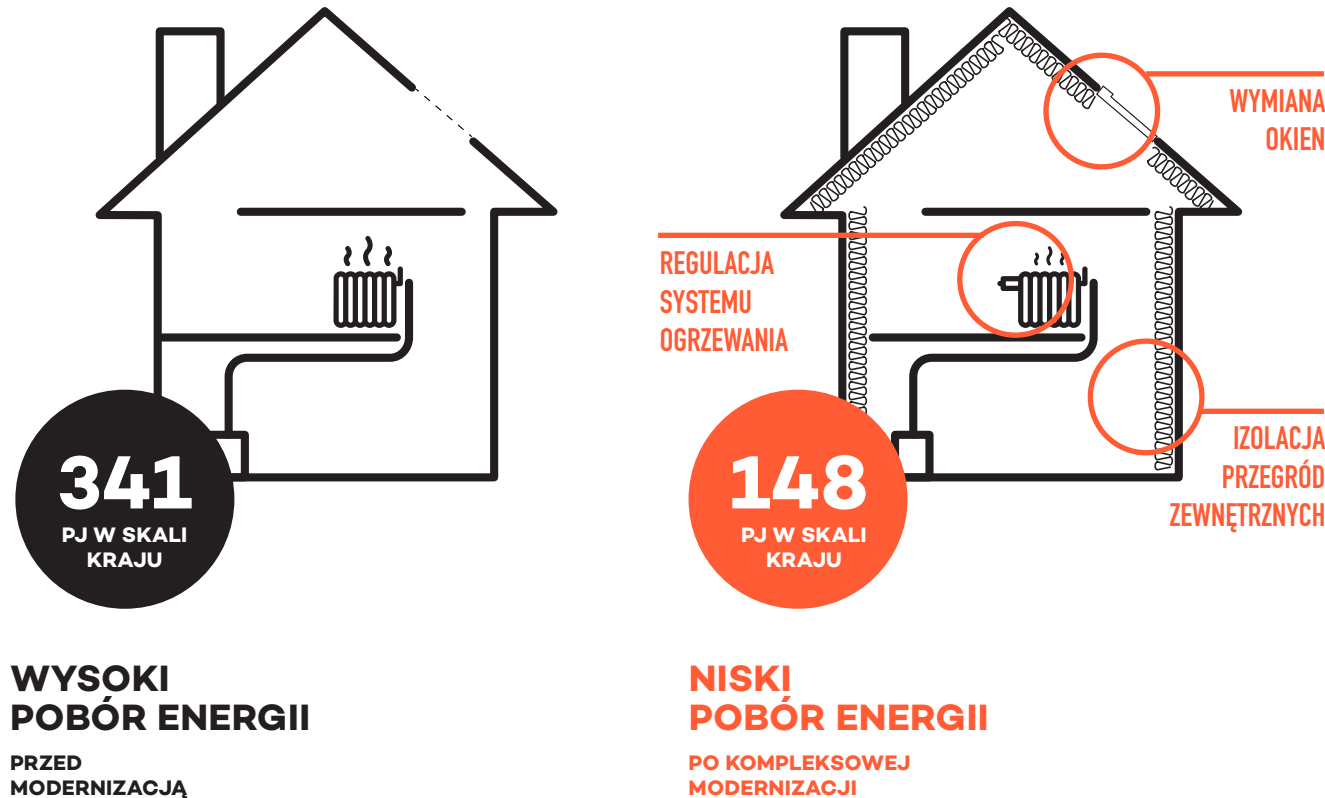 341
PJ W SKALI
KRAJU
WYSOKI
POBÓR ENERGII
PRZED
MODERNIZACJĄ
WYMIANA
OKIEN
REGULACJA
SYSTEMU
OGRZEWANIA
IZOLACJA
PRZEGRÓD
ZEWNĘTRZNYCH
148
PJ W SKALI
KRAJU
NISKI
POBÓR ENERGII
PO KOMPLEKSOWEJ
MODERNIZACJI